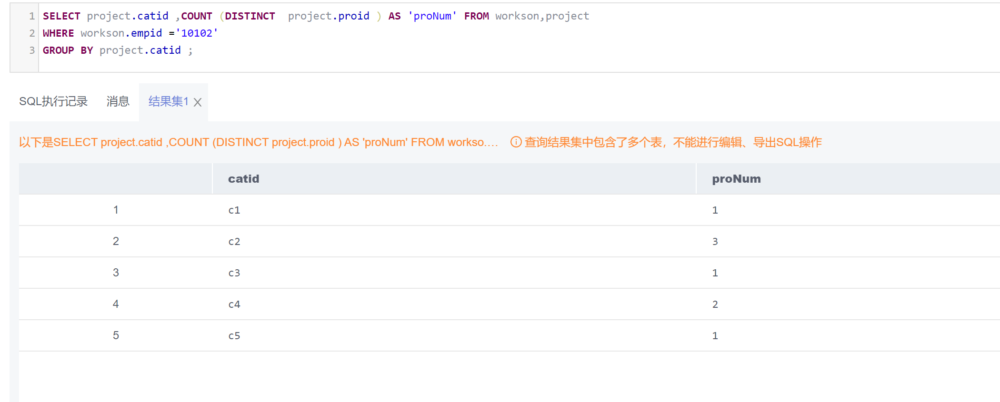 1 SELECT project.catid ,COUNT (DISTINCT  project.proid ) AS 'proNum' FROM workson,project
2 WHERE workson.empid ='10102'
3 GROUP BY project.catid ;
SQL执行记录 消息 结果集1 X
以下是SELECT project.catid ,COUNT (DISTINCT project.proid ) AS 'proNum' FROM workso.... 查询结果集中包含了多个表，不能进行编辑、导出SQL操作
catid proNum
1 c1 1
2 c2 3
3 c3 1
4 c4 2
5 c5 1